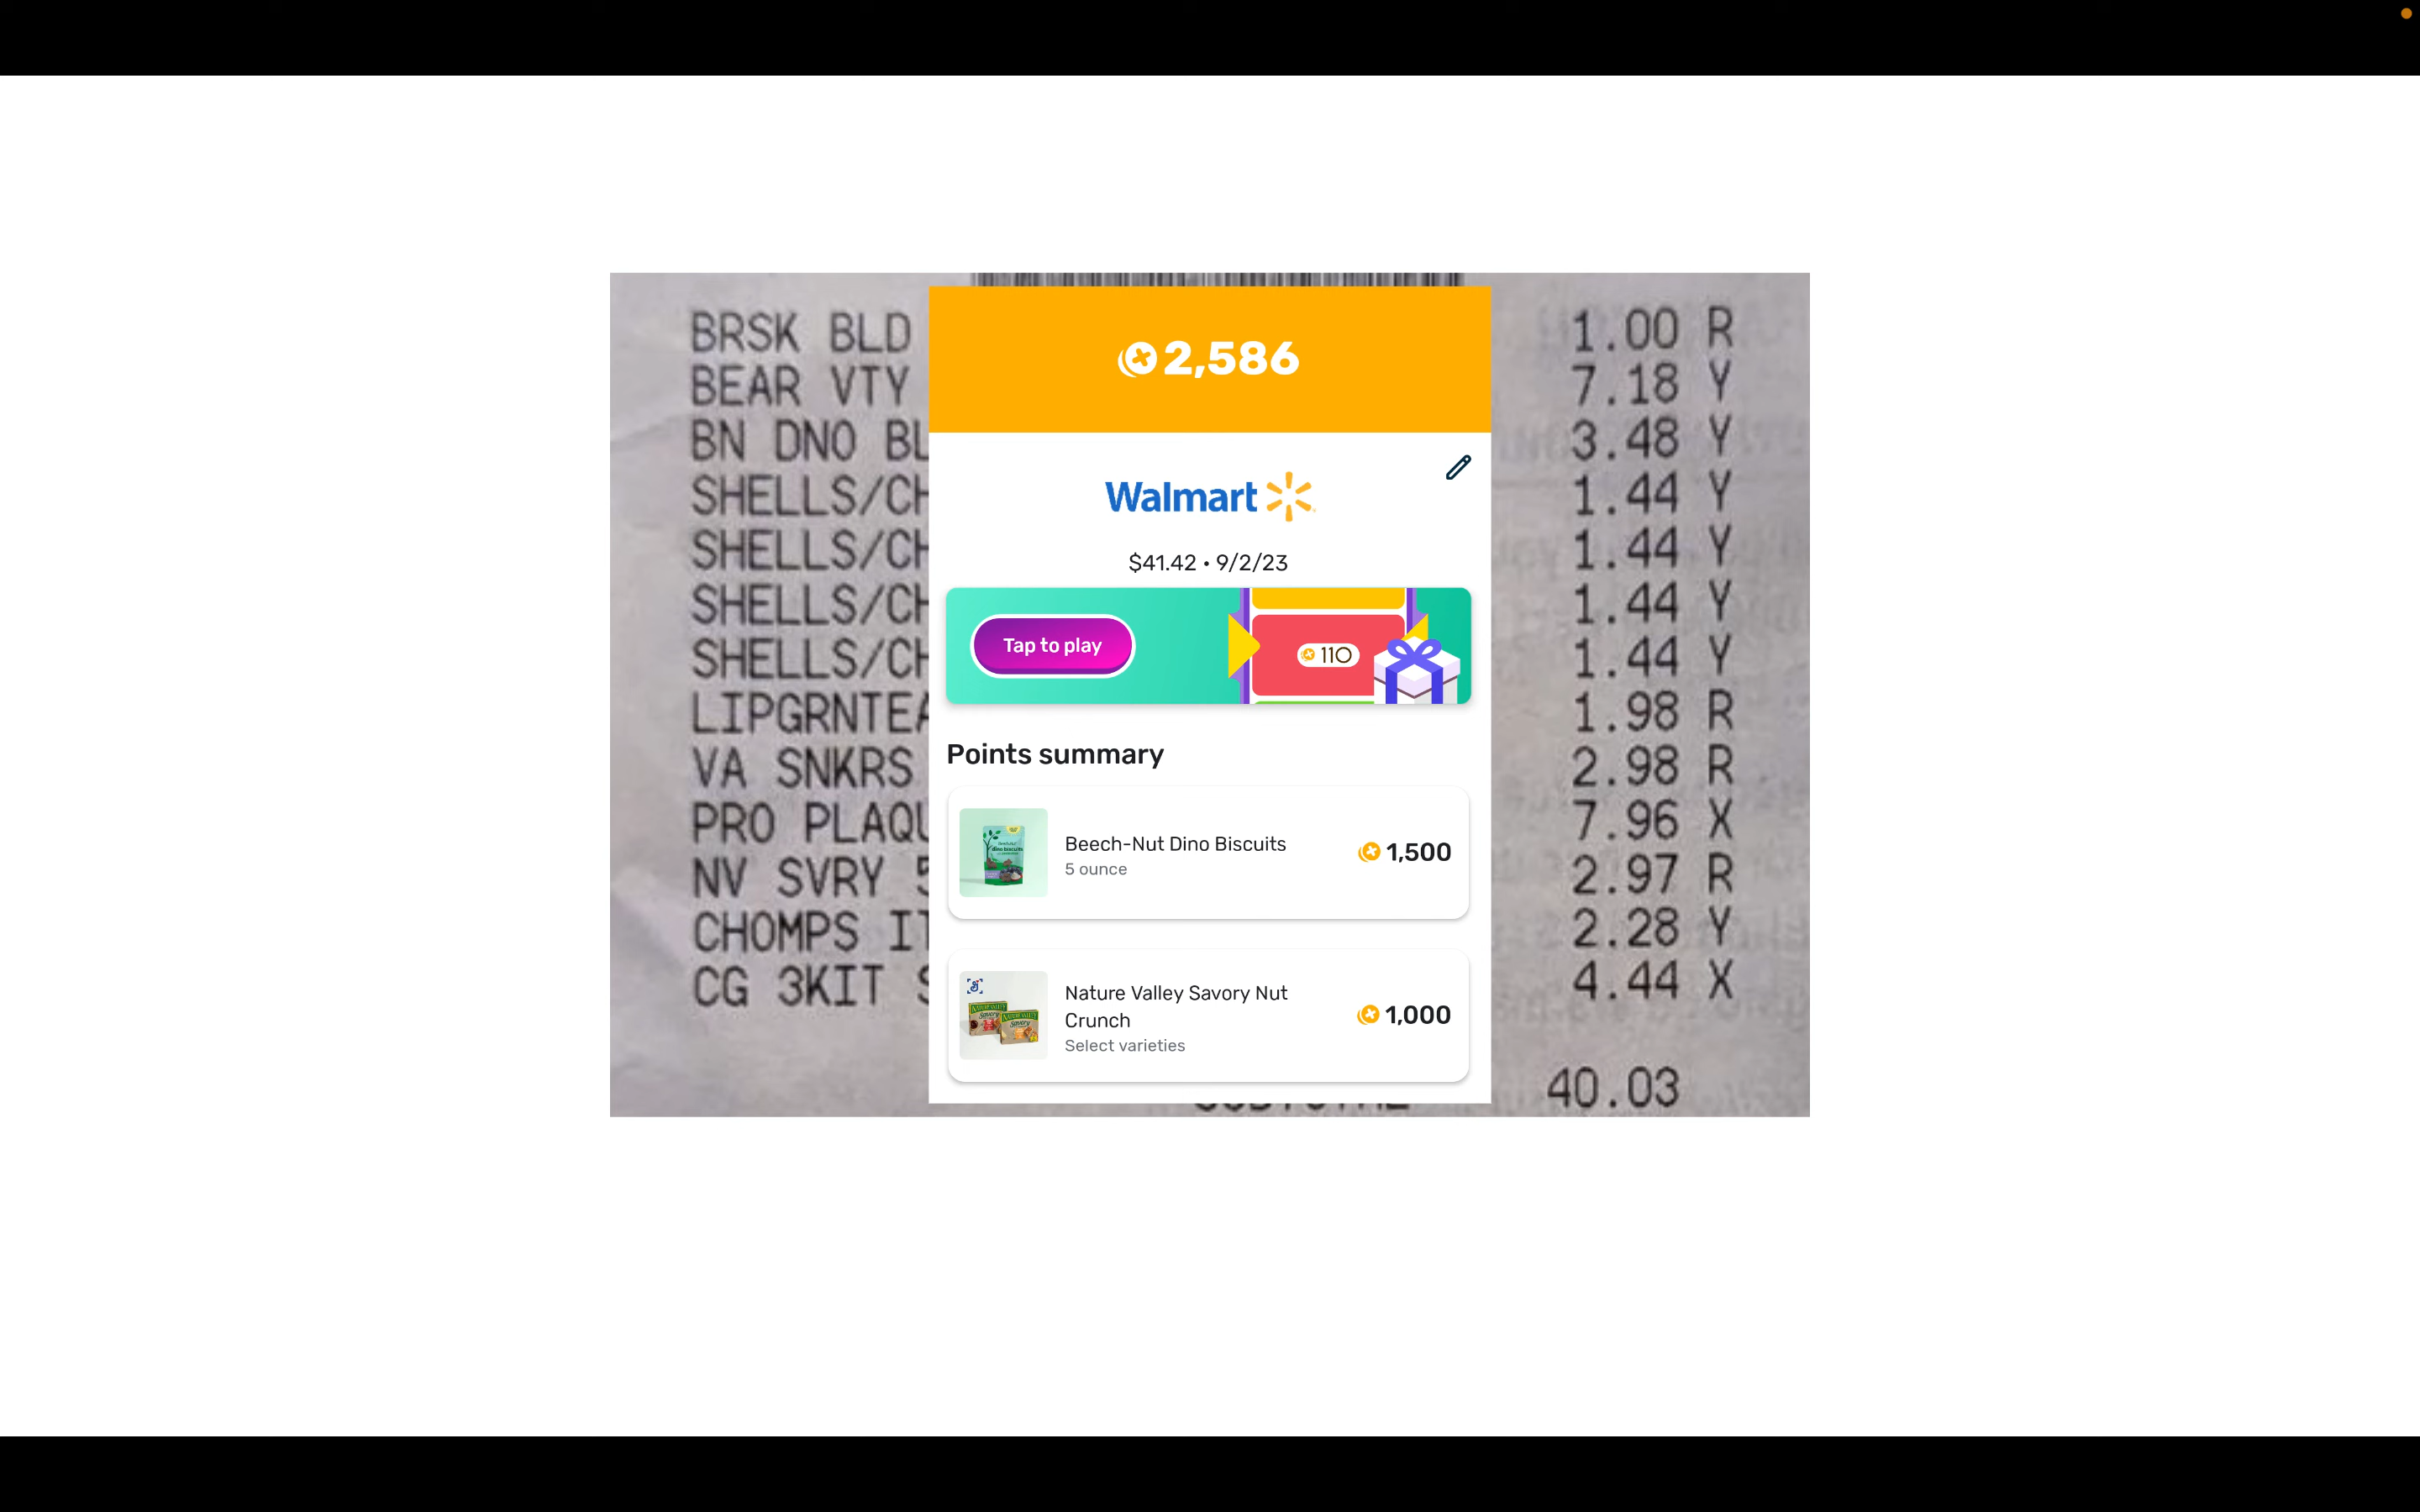 BRSK BLD
BEAR VTY
BN DNO
SHELLS/CH
SHELLS/CH
SHELLS/CH
SHELLS/CH
LIPGRNTEA
VA SNKRS
PRO PLAQU
NV SVRY 5
CHOMPS IT
CG 3KIT
2,586
Walmart
$41.42 • 9/2/23
Tap to play
110
Points summary
Beech-Nut Dino Biscuits
5 ounce
1,500
Nature Valley Savory Nut
Crunch
Select varieties
1,000
1.00 R
7.18 Y
3.48 Y
1.44 Y
1.44 Y
1.44 Y
1.44 Y
1.98 R
2.98 R
7.96 X
2.97 R
2.28 Y
4.44 X
40.03